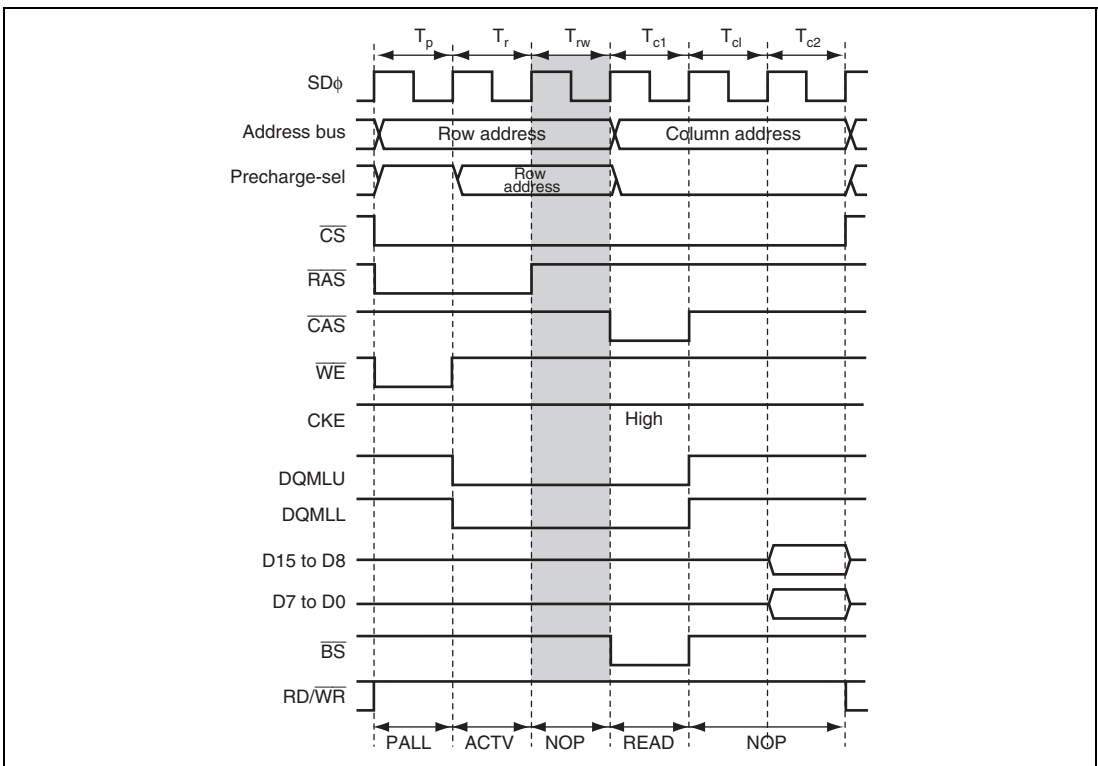 Tp Tr Trw Tc1 Tcl Tc2
SDϕ
Address bus Row address Column address
Precharge-sel Row address
CS
RAS
CAS
WE
CKE High
DQMLU
DQMLL
D15 to D8
D7 to D0
BS
RD/WR
PALL ACTV NOP READ NOP